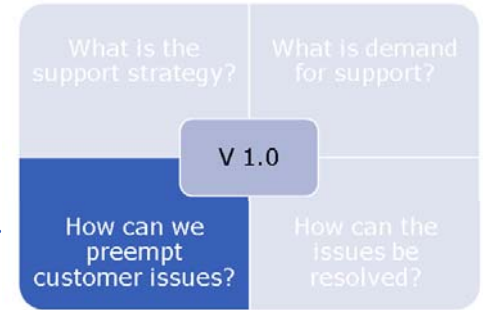 What is the
support strategy?
What is demand
for support?
V 1.0
How can we
preempt
customer issues?
How can the
issues be
resolved?